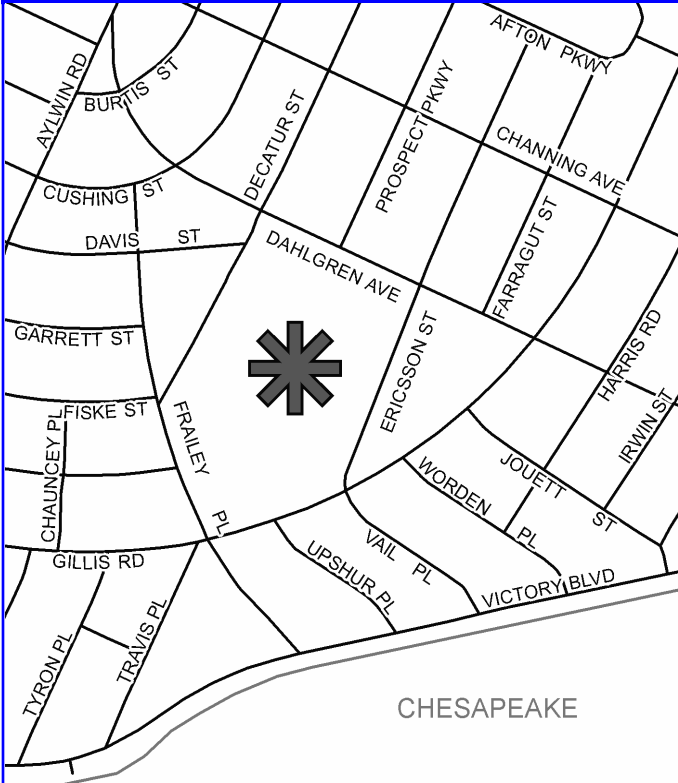 AFTON PKWY
AYLWIN RD
BURTIS ST
DECATUR ST
PROSPECT PKWY
CHANNING AVE
CUSHING ST
FARRAGUT ST
DAVIS ST
DAHLGREN AVE
GARRETT ST
ERICSSON ST
HARRIS RD
FISKE ST
CHAUNCEY PL
FRAILEY PL
IRWIN ST
JOUETT ST
WORDEN PL
GILLIS RD
UPSHUR PL
VAIL PL
VICTORY BLVD
TRAVIS PL
TYRON PL
CHESAPEAKE